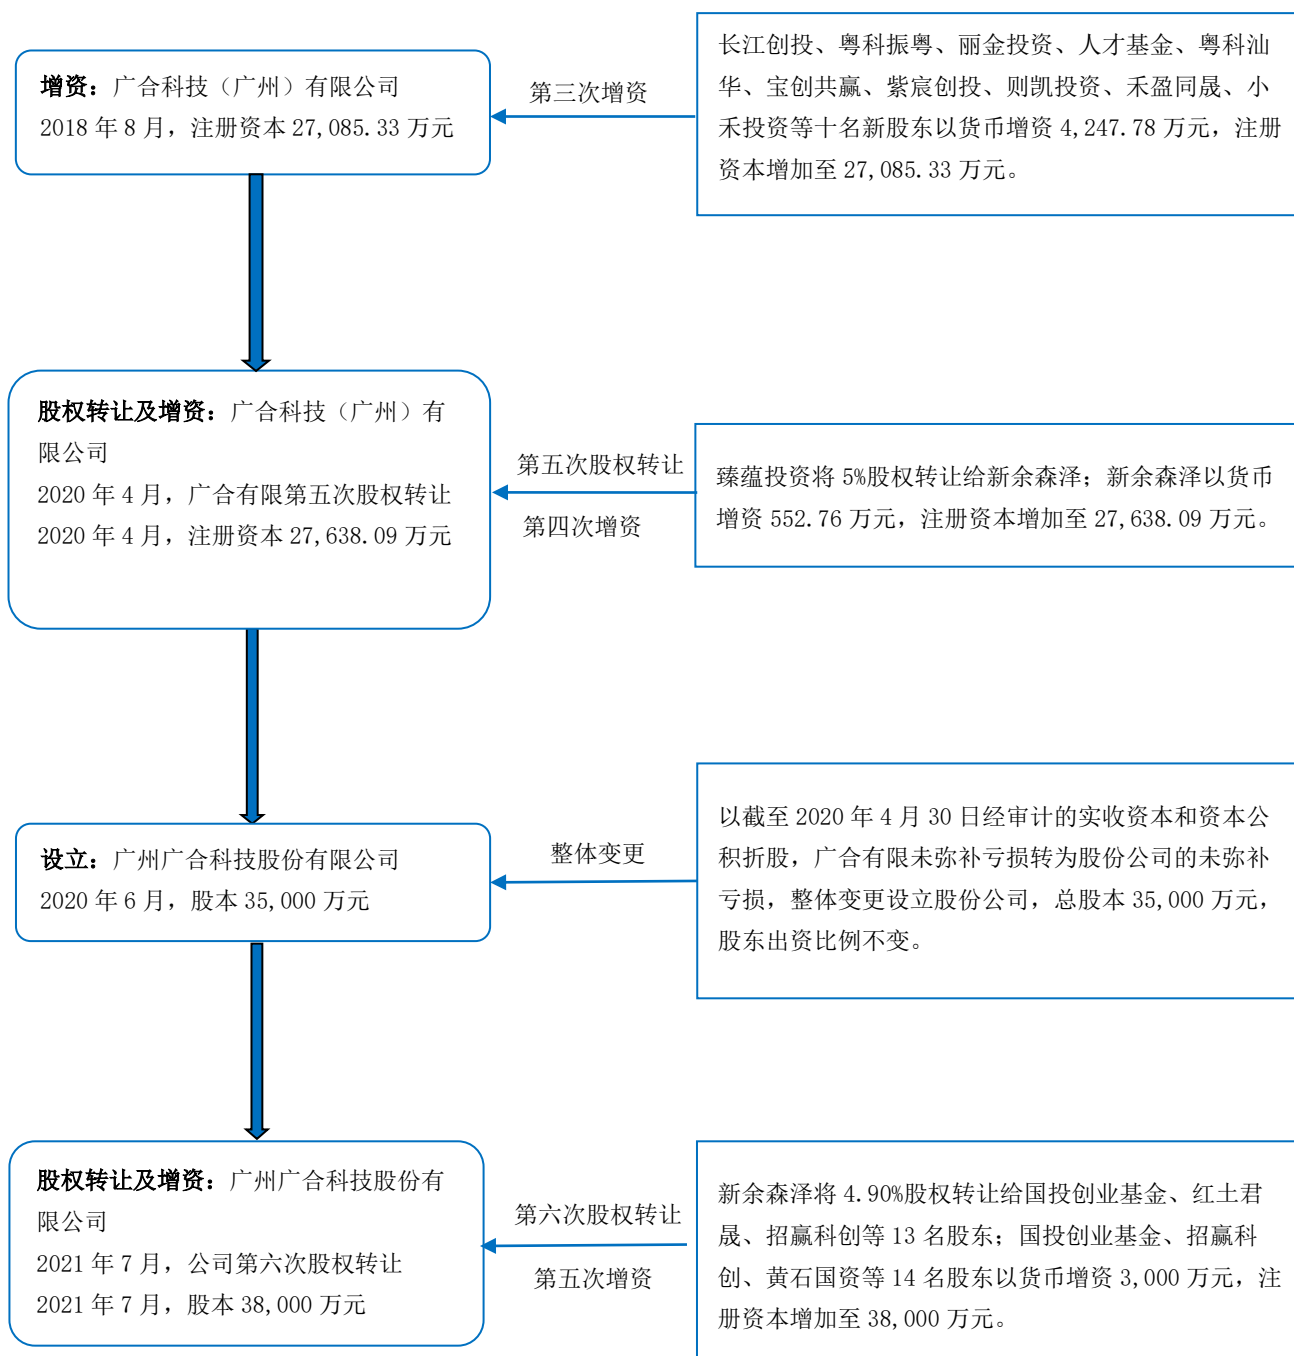 增资：广合科技（广州）有限公司
2018 年 8 月，注册资本 27,085.33 万元
第三次增资
长江创投、粤科振粤、丽金投资、人才基金、粤科汕
华、宝创共赢、紫宸创投、则凯投资、禾盈同晟、小
禾投资等十名新股东以货币增资 4,247.78 万元，注册
资本增加至 27,085.33 万元。
股权转让及增资：广合科技（广州）有
限公司
2020 年 4 月，广合有限第五次股权转让
2020 年 4 月，注册资本 27,638.09 万元
第五次股权转让
第四次增资
臻蕴投资将 5%股权转让给新余森泽；新余森泽以货币
增资 552.76 万元，注册资本增加至 27,638.09 万元。
设立：广州广合科技股份有限公司
2020 年 6 月，股本 35,000 万元
整体变更
以截至 2020 年 4 月 30 日经审计的实收资本和资本公
积折股，广合有限未弥补亏损转为股份公司的未弥补
亏损，整体变更设立股份公司，总股本 35,000 万元，
股东出资比例不变。
股权转让及增资：广州广合科技股份有
限公司
2021 年 7 月，公司第六次股权转让
2021 年 7 月，股本 38,000 万元
第六次股权转让
第五次增资
新余森泽将 4.90%股权转让给国投创业基金、红土君
晟、招赢科创等 13 名股东；国投创业基金、招赢科
创、黄石国资等 14 名股东以货币增资 3,000 万元，注
册资本增加至 38,000 万元。